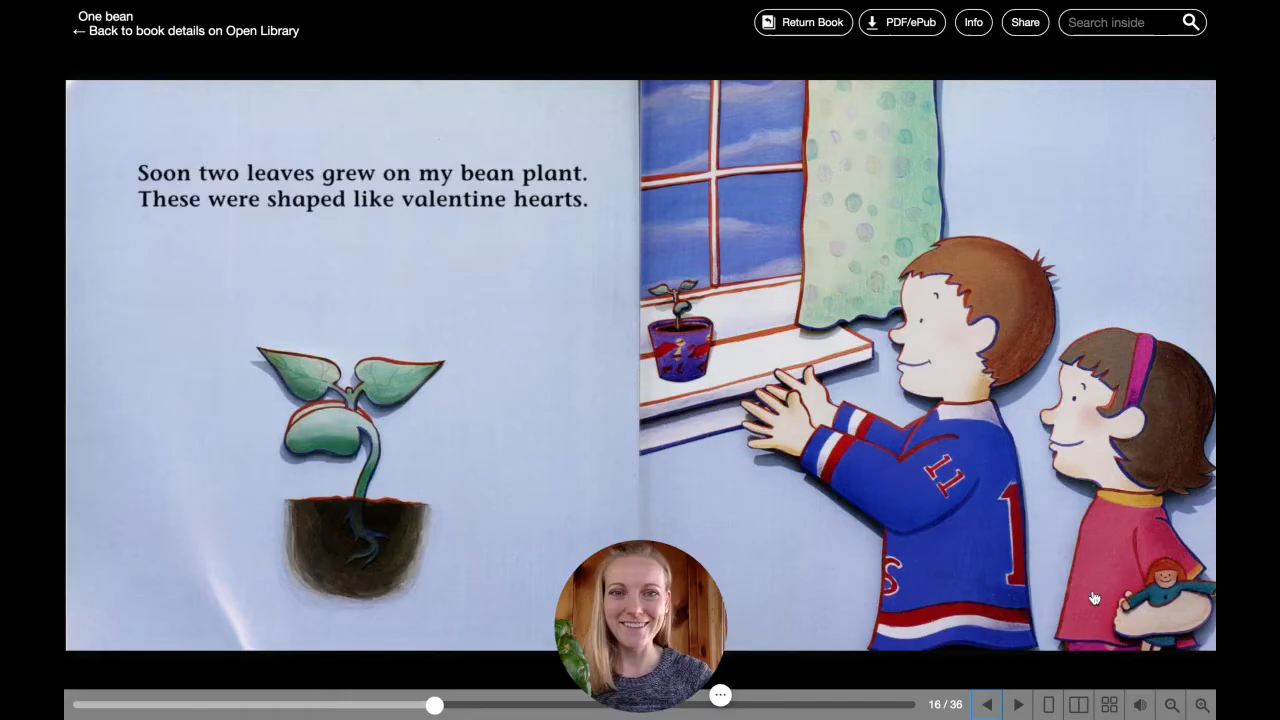 One bean
← Back to book details on Open Library
Return Book
PDF/ePub
Info
Share
Search inside
Soon two leaves grew on my bean plant.
These were shaped like valentine hearts.
11
1
S
16 / 36